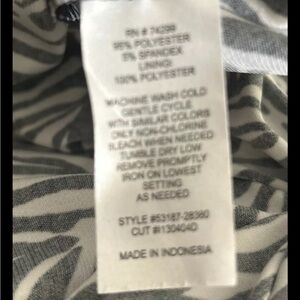 RN # 74299
95% POLYESTER
5% SPANDEX
LINING:
100% POLYESTER
MACHINE WASH COLD
GENTLE CYCLE
WITH SIMILAR COLORS
ONLY NON-CHLORINE
BLEACH WHEN NEEDED
TUMBLE DRY LOW
REMOVE PROMPTLY
IRON ON LOWEST
SETTING
AS NEEDED
STYLE #53187-28360
CUT #I130404D
MADE IN INDONESIA